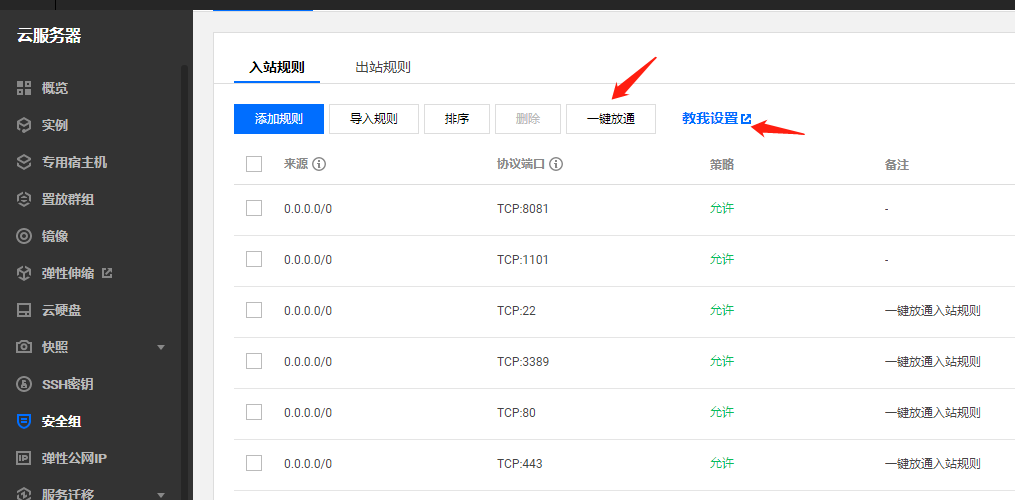 云服务器
概览
实例
专用宿主机
置放群组
镜像
弹性伸缩
云硬盘
快照
SSH密钥
安全组
IP 弹性公网IP
服务迁移
入站规则 出站规则
添加规则 导入规则 排序 删除 一键放通 教我设置
来源 协议端口 策略 备注
0.0.0.0/0 TCP:8081 允许 -
0.0.0.0/0 TCP:1101 允许 -
0.0.0.0/0 TCP:22 允许 一键放通入站规则
0.0.0.0/0 TCP:3389 允许 一键放通入站规则
0.0.0.0/0 TCP:80 允许 一键放通入站规则
0.0.0.0/0 TCP:443 允许 一键放通入站规则